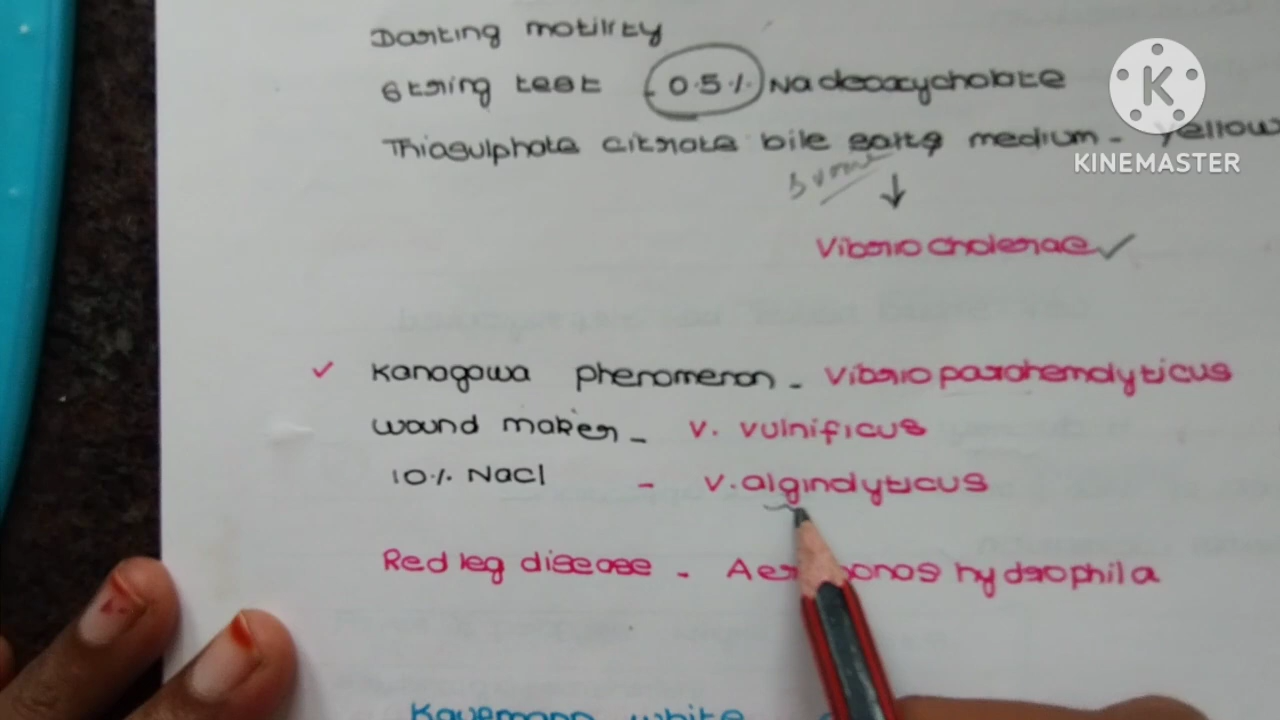 Darting motility
String test - 0.5% Na deoxycholate
Thiosulphate citrate bile salts medium - Yellow
↓
Vibrio cholerae ✓
K
KINEMASTER
✓ Kanagawa phenomenon - Vibrio parahemolyticus
wound maker - V. vulnificus
10% Nacl - V. alginolyticus
Red leg disease - hydrophila
white